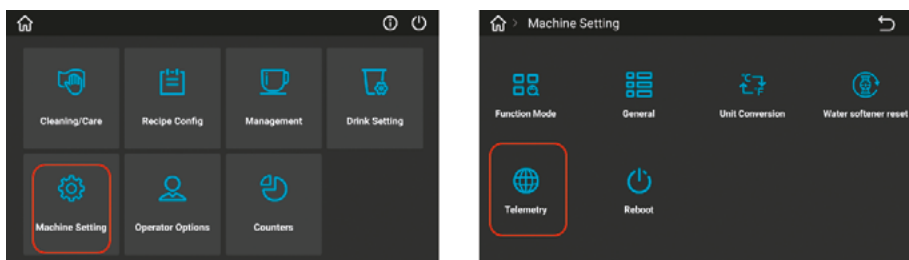 Cleaning/Care Recipe Config Management Drink Setting
Machine Setting Operator Options Counters
> Machine Setting
Function Mode General Unit Conversion Water softener reset
Telemetry Reboot